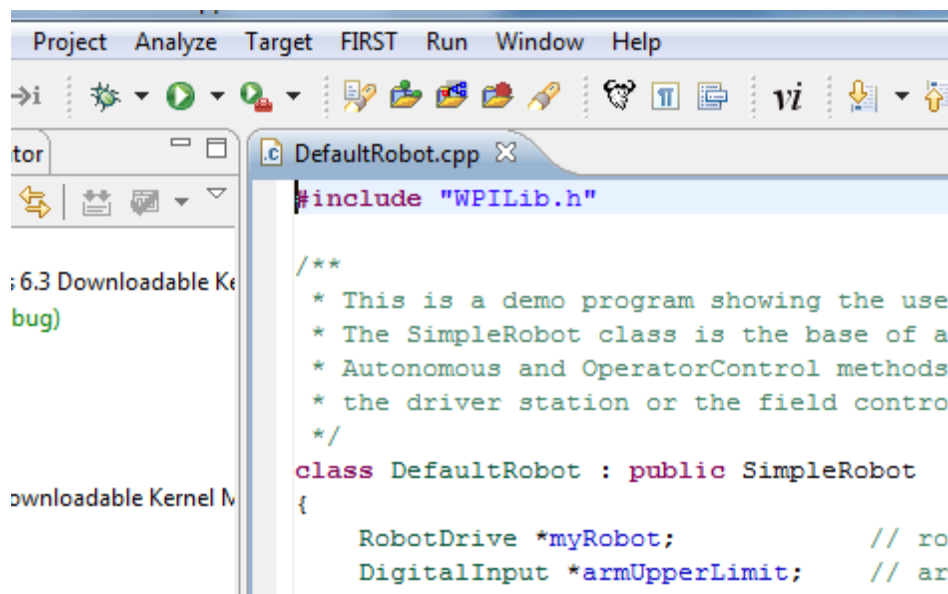 Project Analyze Target FIRST Run Window Help
i vi
tor
DefaultRobot.cpp
#include "WPILib.h"
/**
6.3 Downloadable Ke
* This is a demo program showing the use
bug)
* The SimpleRobot class is the base of a
* Autonomous and OperatorControl methods
* the driver station or the field contro
*/
class DefaultRobot : public SimpleRobot
ownloadable Kernel M
{
RobotDrive *myRobot; // ro
DigitalInput *armUpperLimit; // ar